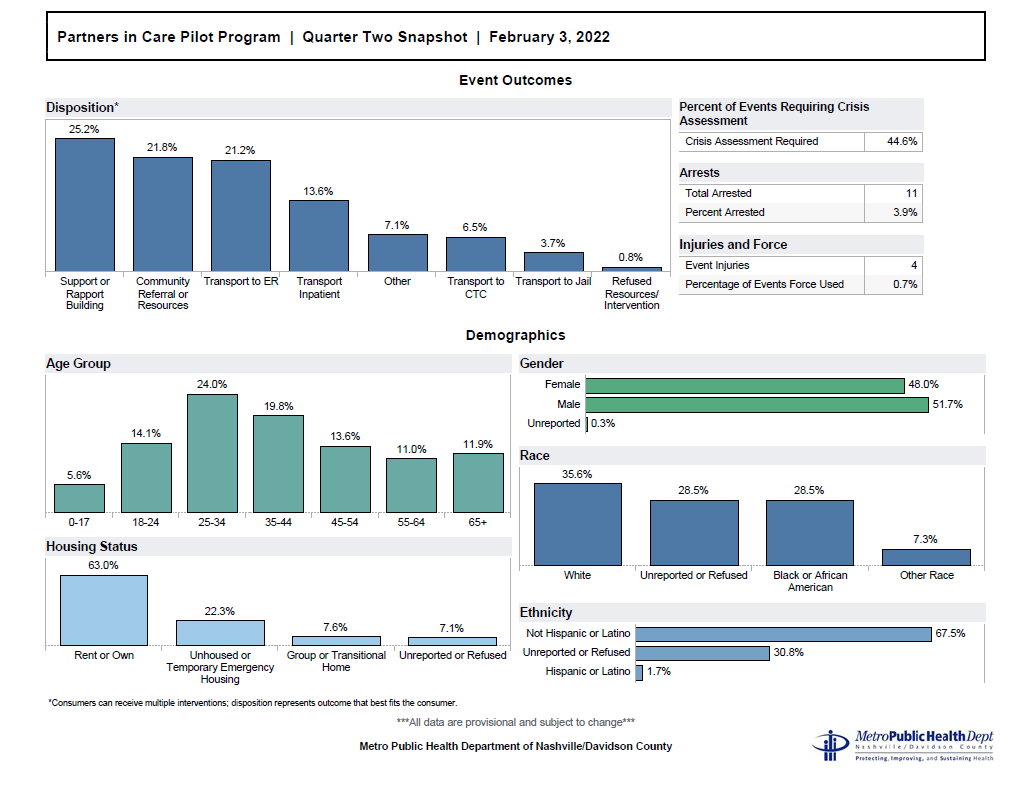 Partners in Care Pilot Program | Quarter Two Snapshot | February 3, 2022
Event Outcomes
Disposition*
25.2%
21.8%
21.2%
13.6%
7.1%
6.5%
3.7%
0.8%
Support or Rapport Building
Community Referral or Resources
Transport to ER
Transport Inpatient
Other
Transport to CTC
Transport to Jail
Refused Resources/ Intervention
Percent of Events Requiring Crisis
Assessment
Crisis Assessment Required 44.6%
Arrests
Total Arrested 11
Percent Arrested 3.9%
Injuries and Force
Event Injuries 4
Percentage of Events Force Used 0.7%
Demographics
Age Group
5.6%
14.1%
24.0%
19.8%
13.6%
11.0%
11.9%
0-17 18-24 25-34 35-44 45-54 55-64 65+
Gender
Female 48.0%
Male 51.7%
Unreported 0.3%
Race
35.6%
28.5%
28.5%
7.3%
White
Unreported or Refused
Black or African American
Other Race
Housing Status
63.0%
22.3%
7.6%
7.1%
Rent or Own
Unhoused or Temporary Emergency Housing
Group or Transitional Home
Unreported or Refused
Ethnicity
Not Hispanic or Latino 67.5%
Unreported or Refused 30.8%
Hispanic or Latino 1.7%
*Consumers can receive multiple interventions; disposition represents outcome that best fits the consumer.
***All data are provisional and subject to change***
Metro Public Health Department of Nashville/Davidson County
MetroPublicHealthDept
Nashville/Davidson County
Protecting, Improving, and Sustaining Health